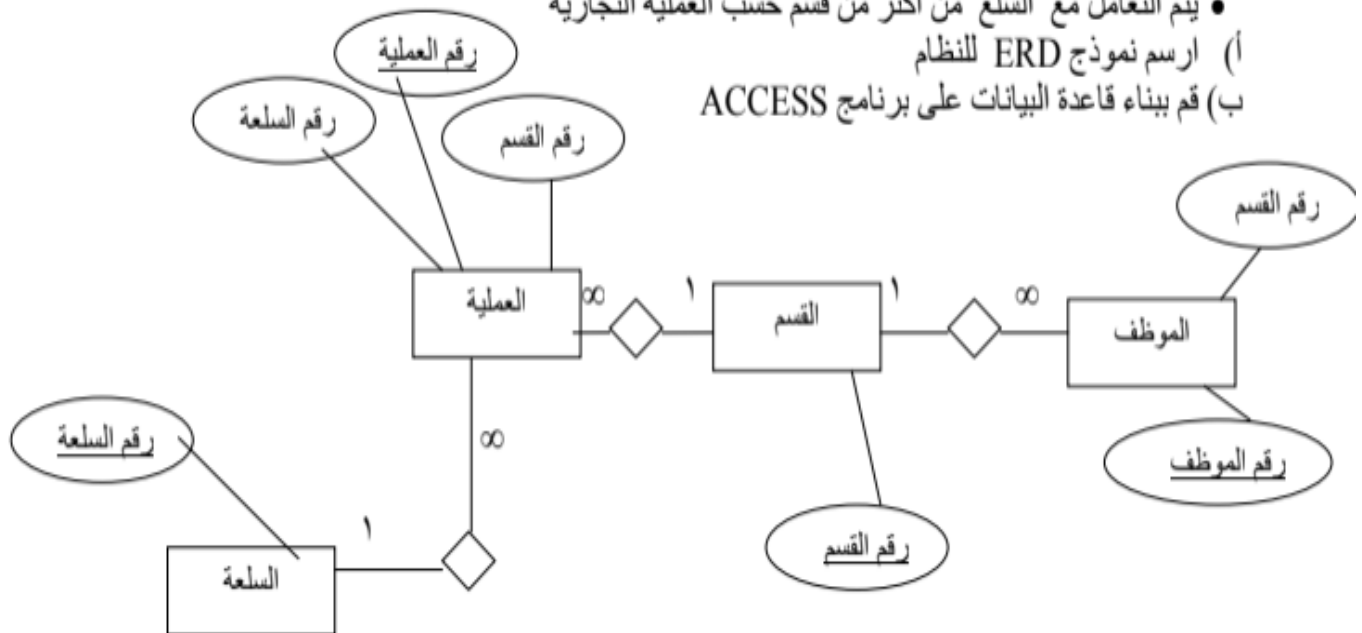 • يتم التعامل مع السلع من أكثر من قسم حسب العملية التجارية
أ) ارسم نموذج ERD للنظام
ب) قم ببناء قاعدة البيانات على برنامج ACCESS
رقم العملية
رقم السلعة
رقم القسم
رقم القسم
العملية
∞
١
القسم
١
∞
الموظف
∞
رقم السلعة
رقم الموظف
١
رقم القسم
السلعة